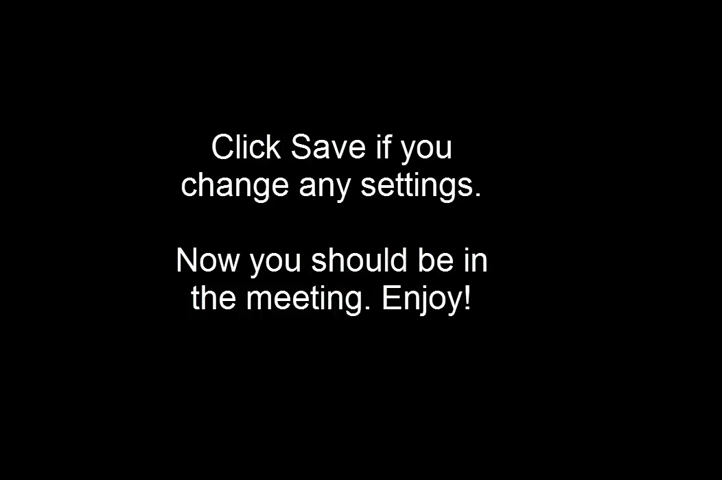 Click Save if you
change any settings.
Now you should be in
the meeting. Enjoy!